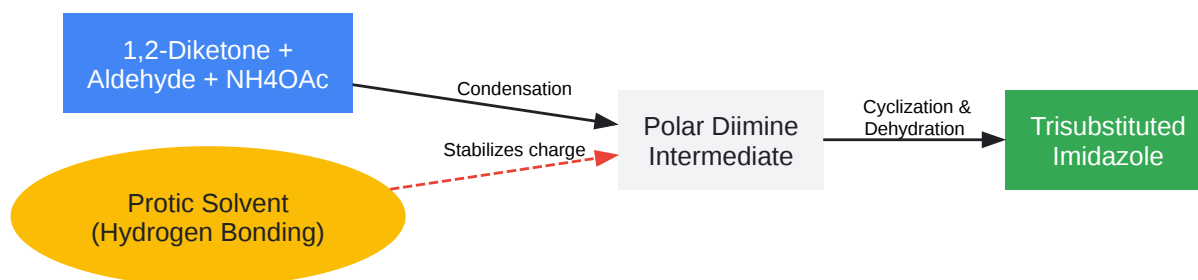 1,2-Diketone +
Aldehyde + NH4OAc
Condensation
Stabilizes charge
Protic Solvent
(Hydrogen Bonding)
Polar Diimine
Intermediate
Cyclization &
Dehydration
Trisubstituted
Imidazole